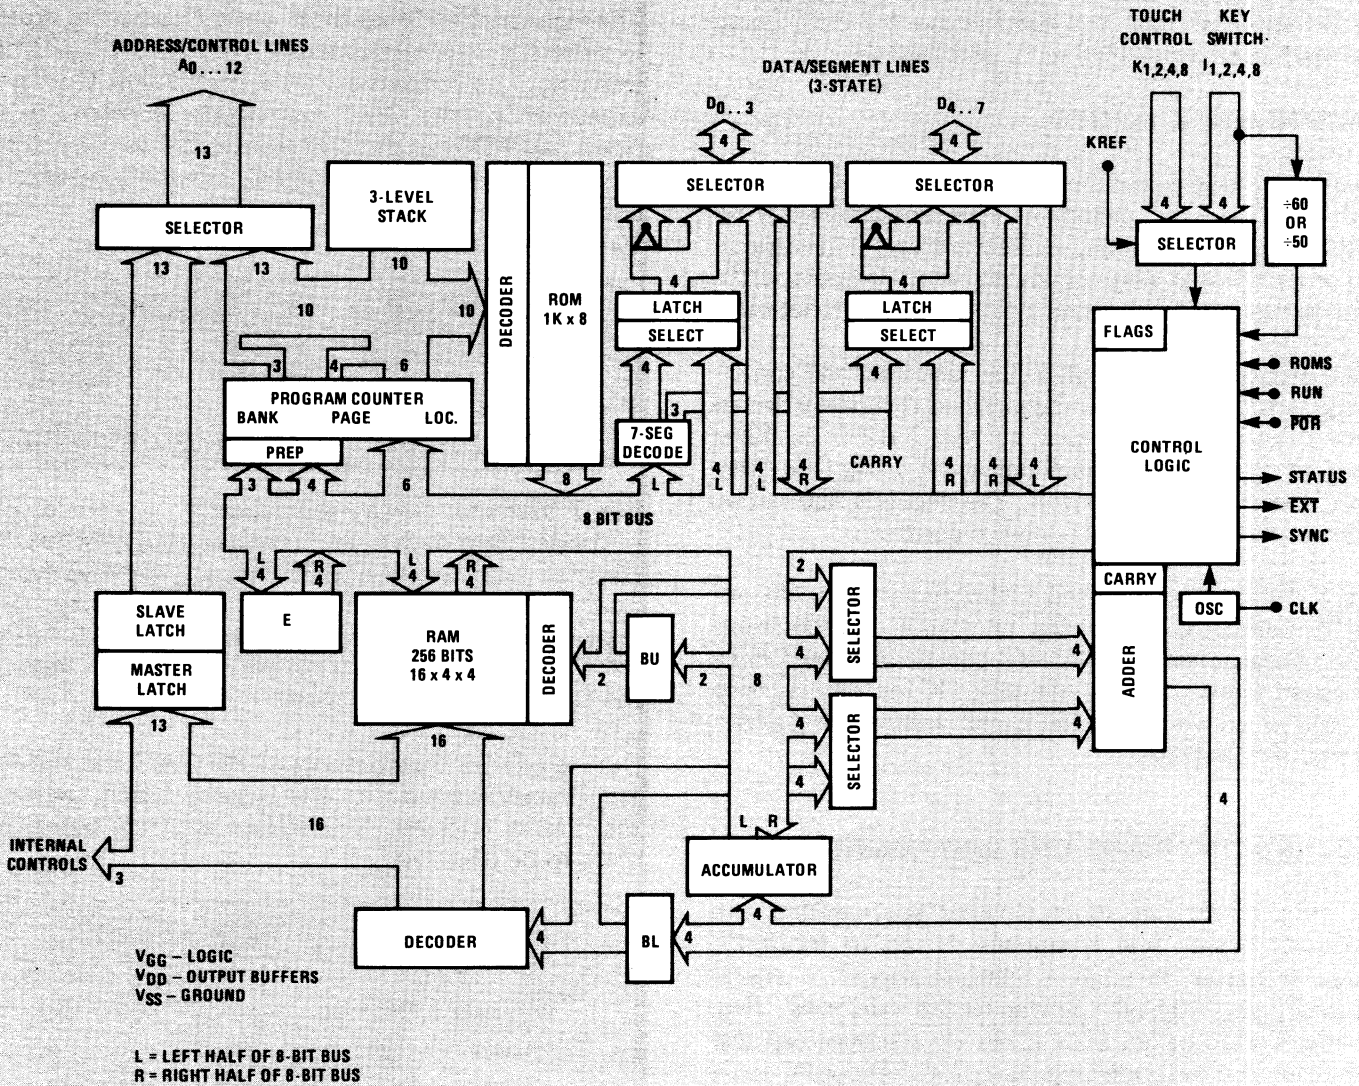 TOUCH CONTROL
K1,2,4,8
KEY SWITCH·
I1,2,4,8
ADDRESS/CONTROL LINES
A0...12
DATA/SEGMENT LINES
(3-STATE)
D0..3
D4..7
4
4
KREF
13
3-LEVEL STACK
DECODER
ROM
1K x 8
SELECTOR
SELECTOR
4
4
÷60 OR ÷50
SELECTOR
SELECTOR
13
13
10
10
10
4
4
LATCH
SELECT
LATCH
SELECT
FLAGS
3
4
6
4
4
ROMS
RUN
POR
PROGRAM COUNTER
BANK
PAGE
LOC.
3
7-SEG DECODE
CARRY
CONTROL LOGIC
PREP
3
4
6
8
L
4 L
4 L
4 R
4 R
4 R
4 L
STATUS
EXT
SYNC
8 BIT BUS
L 4
R 4
L 4
R 4
2
CARRY
OSC
CLK
SLAVE LATCH
E
RAM
256 BITS
16 x 4 x 4
DECODER
BU
SELECTOR
4
4
ADDER
MASTER LATCH
2
2
8
13
16
4
SELECTOR
4
4
4
16
L
R
INTERNAL CONTROLS
3
ACCUMULATOR
4
DECODER
4
BL
4
VGG – LOGIC
VDD – OUTPUT BUFFERS
VSS – GROUND
L = LEFT HALF OF 8-BIT BUS
R = RIGHT HALF OF 8-BIT BUS